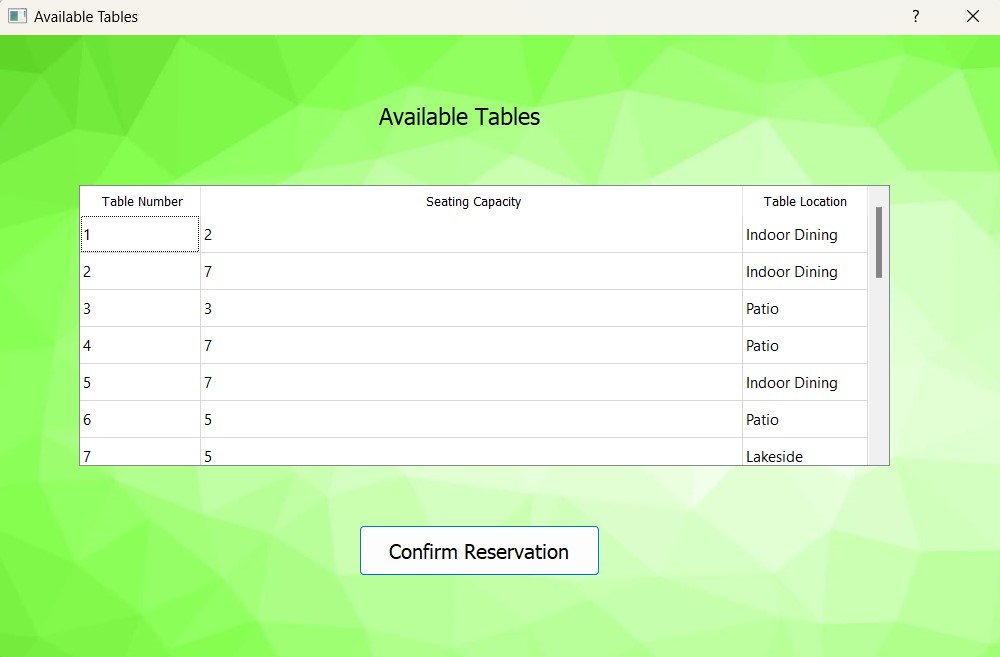 Available Tables ?
Available Tables
Table Number Seating Capacity Table Location
1 2 Indoor Dining
2 7 Indoor Dining
3 3 Patio
4 7 Patio
5 7 Indoor Dining
6 5 Patio
7 5 Lakeside
Confirm Reservation